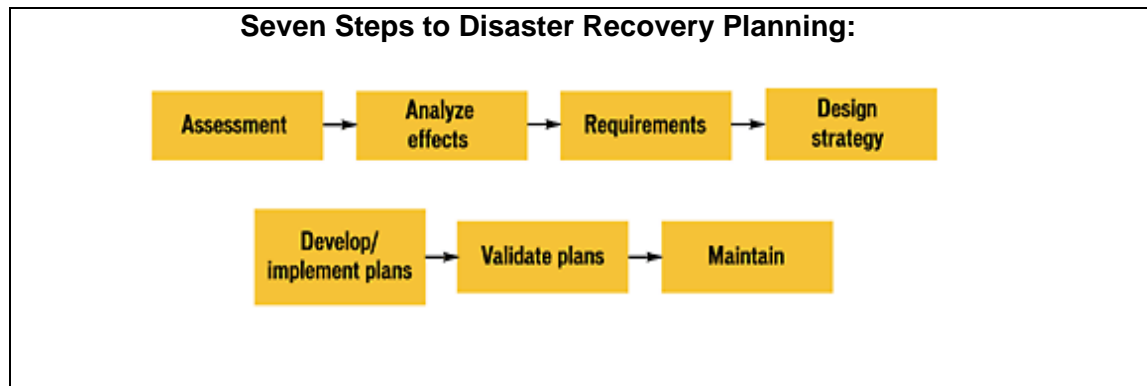 Seven Steps to Disaster Recovery Planning:
Assessment
Analyze
effects
Requirements
Design
strategy
Develop/
implement plans
Validate plans
Maintain